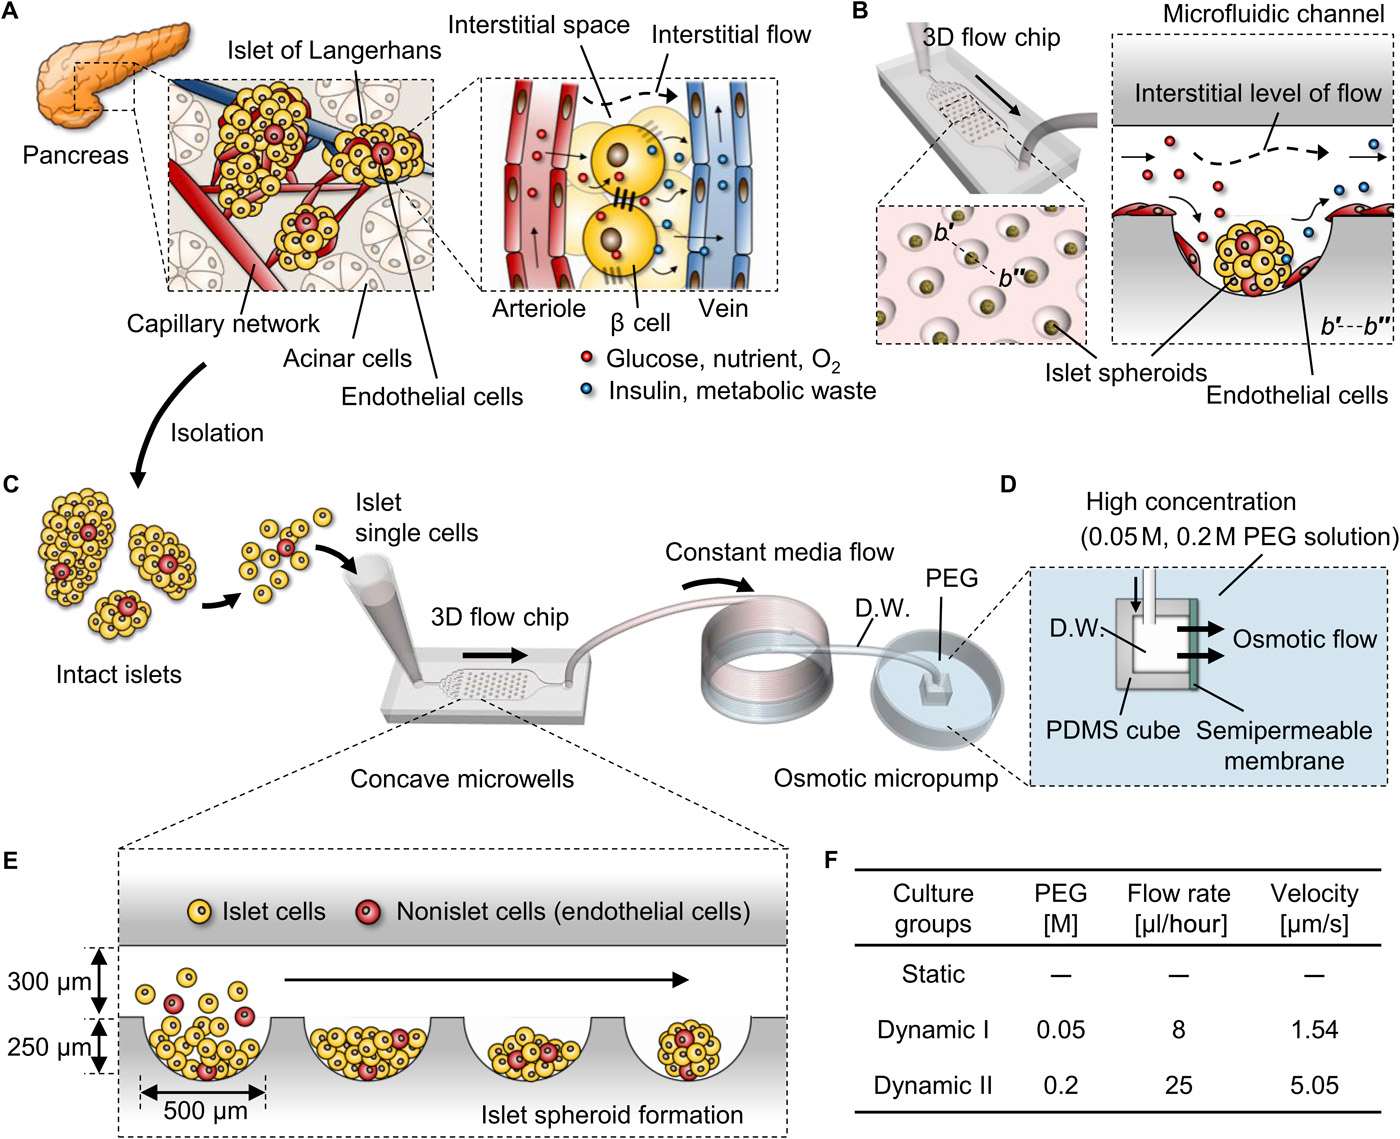 A
Pancreas
Islet of Langerhans
Interstitial space
Interstitial flow
Capillary network
Acinar cells
Endothelial cells
Arteriole
β cell
Vein
Glucose, nutrient, O2
Insulin, metabolic waste
Isolation
B
3D flow chip
b′
b″
Microfluidic channel
Interstitial level of flow
b′---b″
Islet spheroids
Endothelial cells
C
Intact islets
Islet
single cells
3D flow chip
Concave microwells
Constant media flow
D.W.
PEG
Osmotic micropump
D
High concentration
(0.05 M, 0.2 M PEG solution)
D.W.
Osmotic flow
PDMS cube
Semipermeable
membrane
E
Islet cells
Nonislet cells (endothelial cells)
300 µm
250 µm
500 µm
Islet spheroid formation
F
Culture groups PEG [M] Flow rate [µl/hour] Velocity [µm/s]
Static — — —
Dynamic I 0.05 8 1.54
Dynamic II 0.2 25 5.05